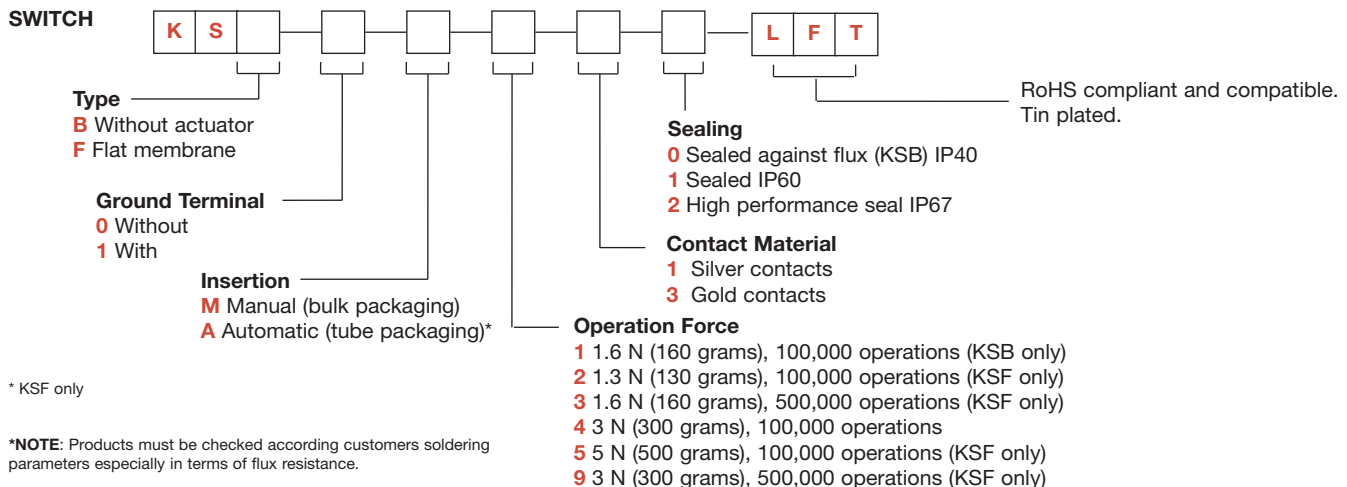 SWITCH
K S L F T
Type
B Without actuator
F Flat membrane
Ground Terminal
0 Without
1 With
Insertion
M Manual (bulk packaging)
A Automatic (tube packaging)*
* KSF only
*NOTE: Products must be checked according customers soldering
parameters especially in terms of flux resistance.
Operation Force
1 1.6 N (160 grams), 100,000 operations (KSB only)
2 1.3 N (130 grams), 100,000 operations (KSF only)
3 1.6 N (160 grams), 500,000 operations (KSF only)
4 3 N (300 grams), 100,000 operations
5 5 N (500 grams), 100,000 operations (KSF only)
9 3 N (300 grams), 500,000 operations (KSF only)
Contact Material
1 Silver contacts
3 Gold contacts
Sealing
0 Sealed against flux (KSB) IP40
1 Sealed IP60
2 High performance seal IP67
RoHS compliant and compatible.
Tin plated.